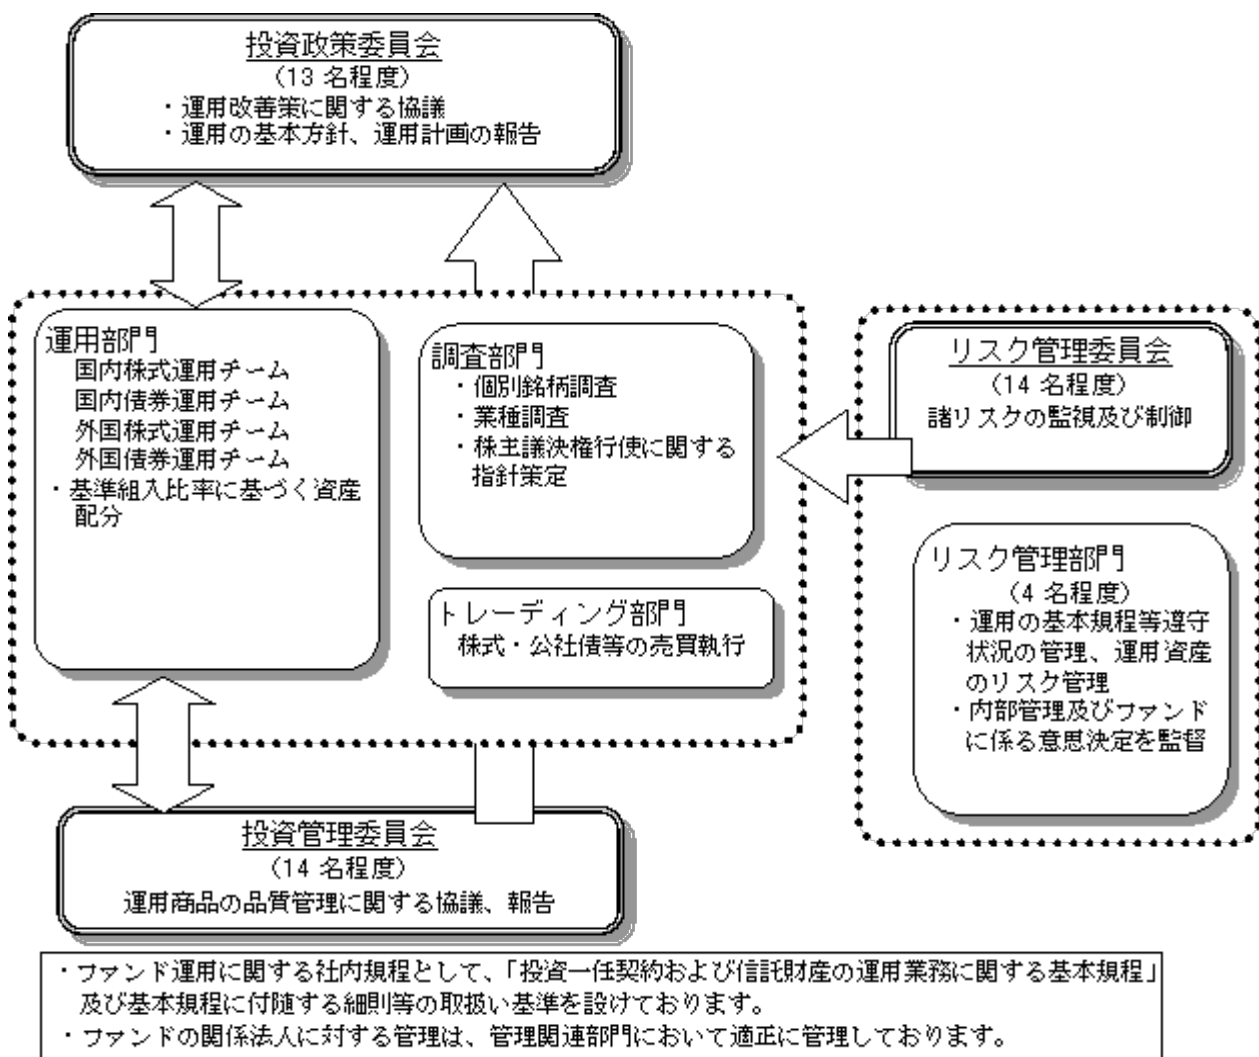 投資政策委員会
（13 名程度）
・運用改善策に関する協議
・運用の基本方針、運用計画の報告
運用部門
国内株式運用チーム
国内債券運用チーム
外国株式運用チーム
外国債券運用チーム
・基準組入比率に基づく資産
配分
調査部門
・個別銘柄調査
・業種調査
・株主議決権行使に関する
指針策定
トレーディング部門
株式・公社債等の売買執行
リスク管理委員会
（14 名程度）
諸リスクの監視及び制御
リスク管理部門
（4 名程度）
・運用の基本規程等遵守
状況の管理、運用資産
のリスク管理
・内部管理及びファンド
に係る意思決定を監督
投資管理委員会
（14 名程度）
運用商品の品質管理に関する協議、報告
・ファンド運用に関する社内規程として、「投資一任契約および信託財産の運用業務に関する基本規程」
及び基本規程に付随する細則等の取扱い基準を設けております。
・ファンドの関係法人に対する管理は、管理関連部門において適正に管理しております。